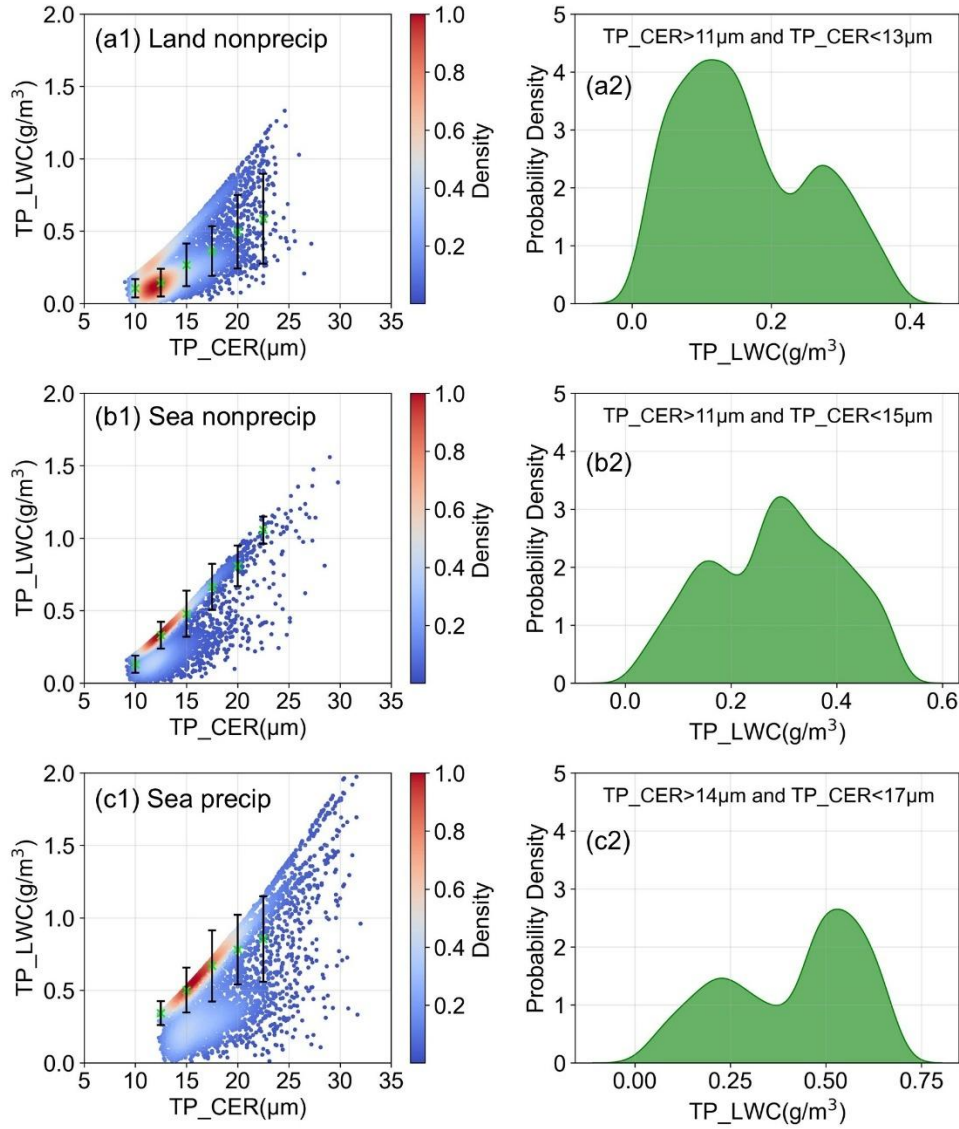 (a1) Land nonprecip
TP_LWC(g/m³)
2.0
1.5
1.0
0.5
0.0
5 10 15 20 25 30 35
TP_CER(μm)
1.0
0.8
0.6
0.4
0.2
Density
TP_CER>11μm and TP_CER<13μm
(a2)
Probability Density
5
4
3
2
1
0
0.0 0.2 0.4
TP_LWC(g/m³)
(b1) Sea nonprecip
TP_LWC(g/m³)
2.0
1.5
1.0
0.5
0.0
5 10 15 20 25 30 35
TP_CER(μm)
1.0
0.8
0.6
0.4
0.2
Density
TP_CER>11μm and TP_CER<15μm
(b2)
Probability Density
5
4
3
2
1
0
0.0 0.2 0.4 0.6
TP_LWC(g/m³)
(c1) Sea precip
TP_LWC(g/m³)
2.0
1.5
1.0
0.5
0.0
5 10 15 20 25 30 35
TP_CER(μm)
1.0
0.8
0.6
0.4
0.2
Density
TP_CER>14μm and TP_CER<17μm
(c2)
Probability Density
5
4
3
2
1
0
0.00 0.25 0.50 0.75
TP_LWC(g/m³)